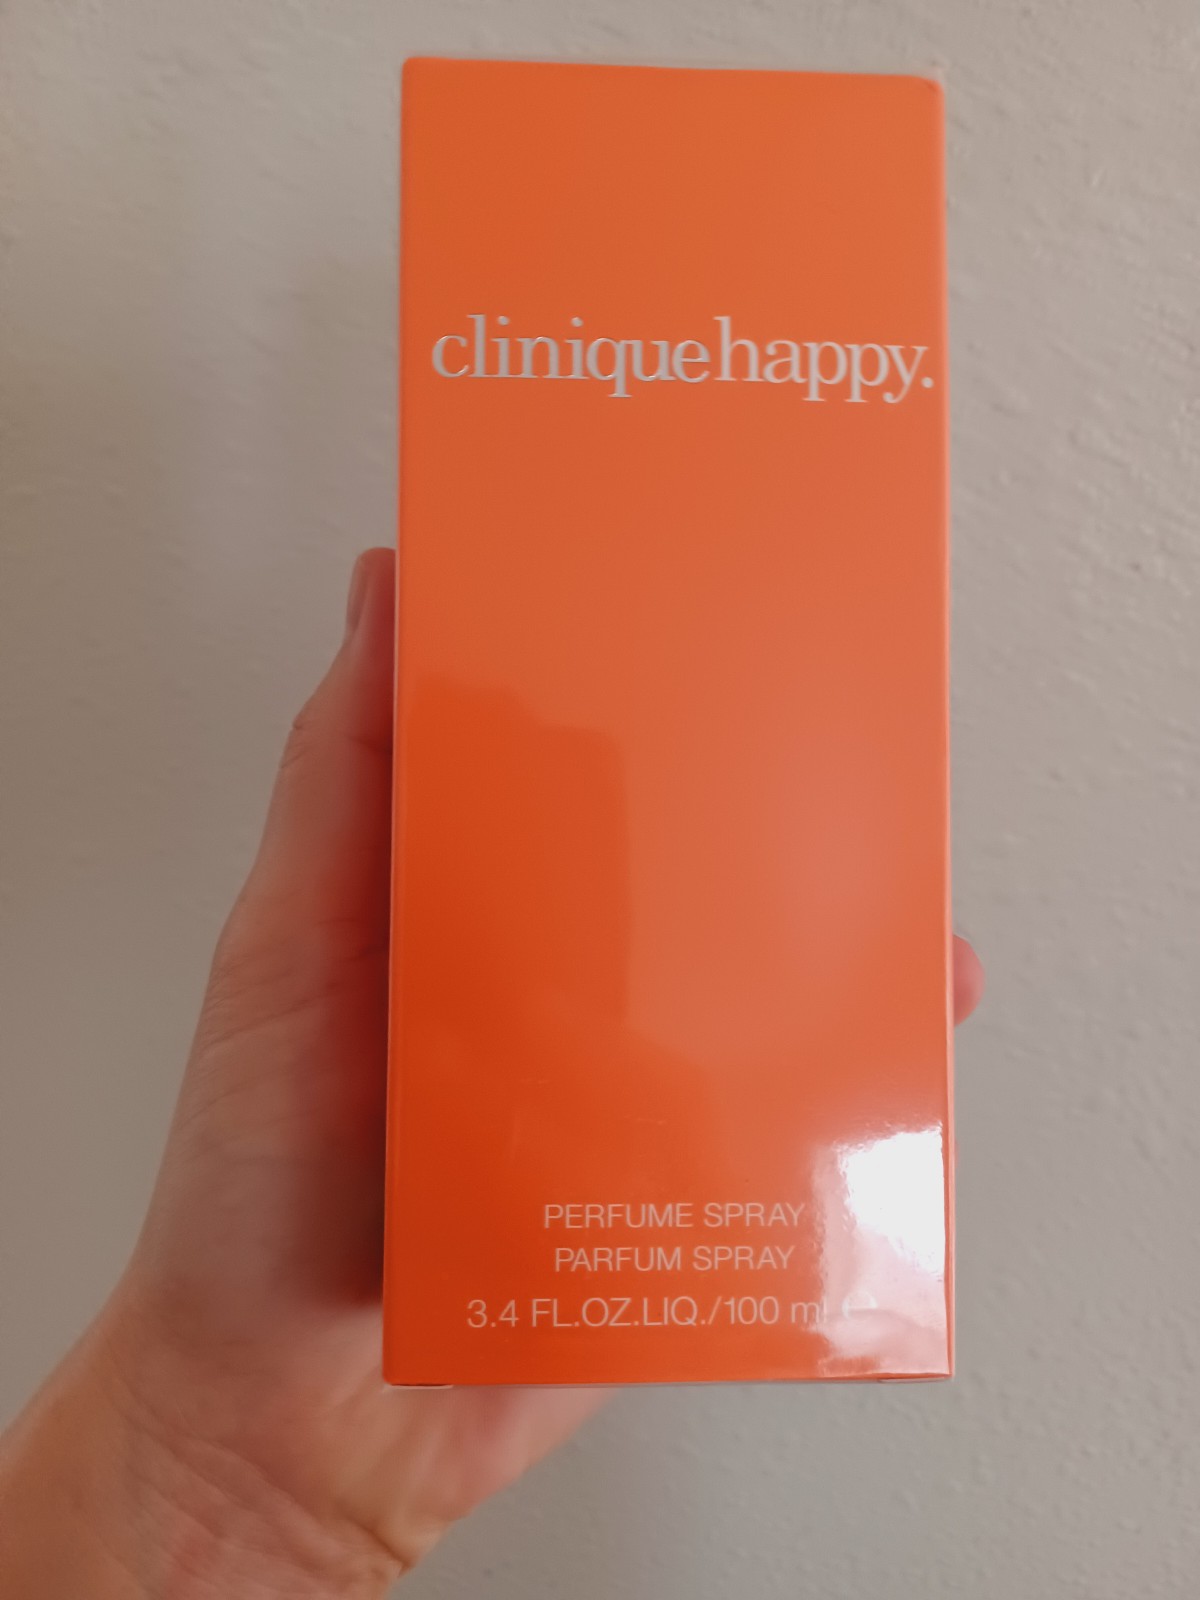 cliniquehappy.
PERFUME SPRAY
PARFUM SPRAY
3.4 FL.OZ.LIQ./100 ml ℮